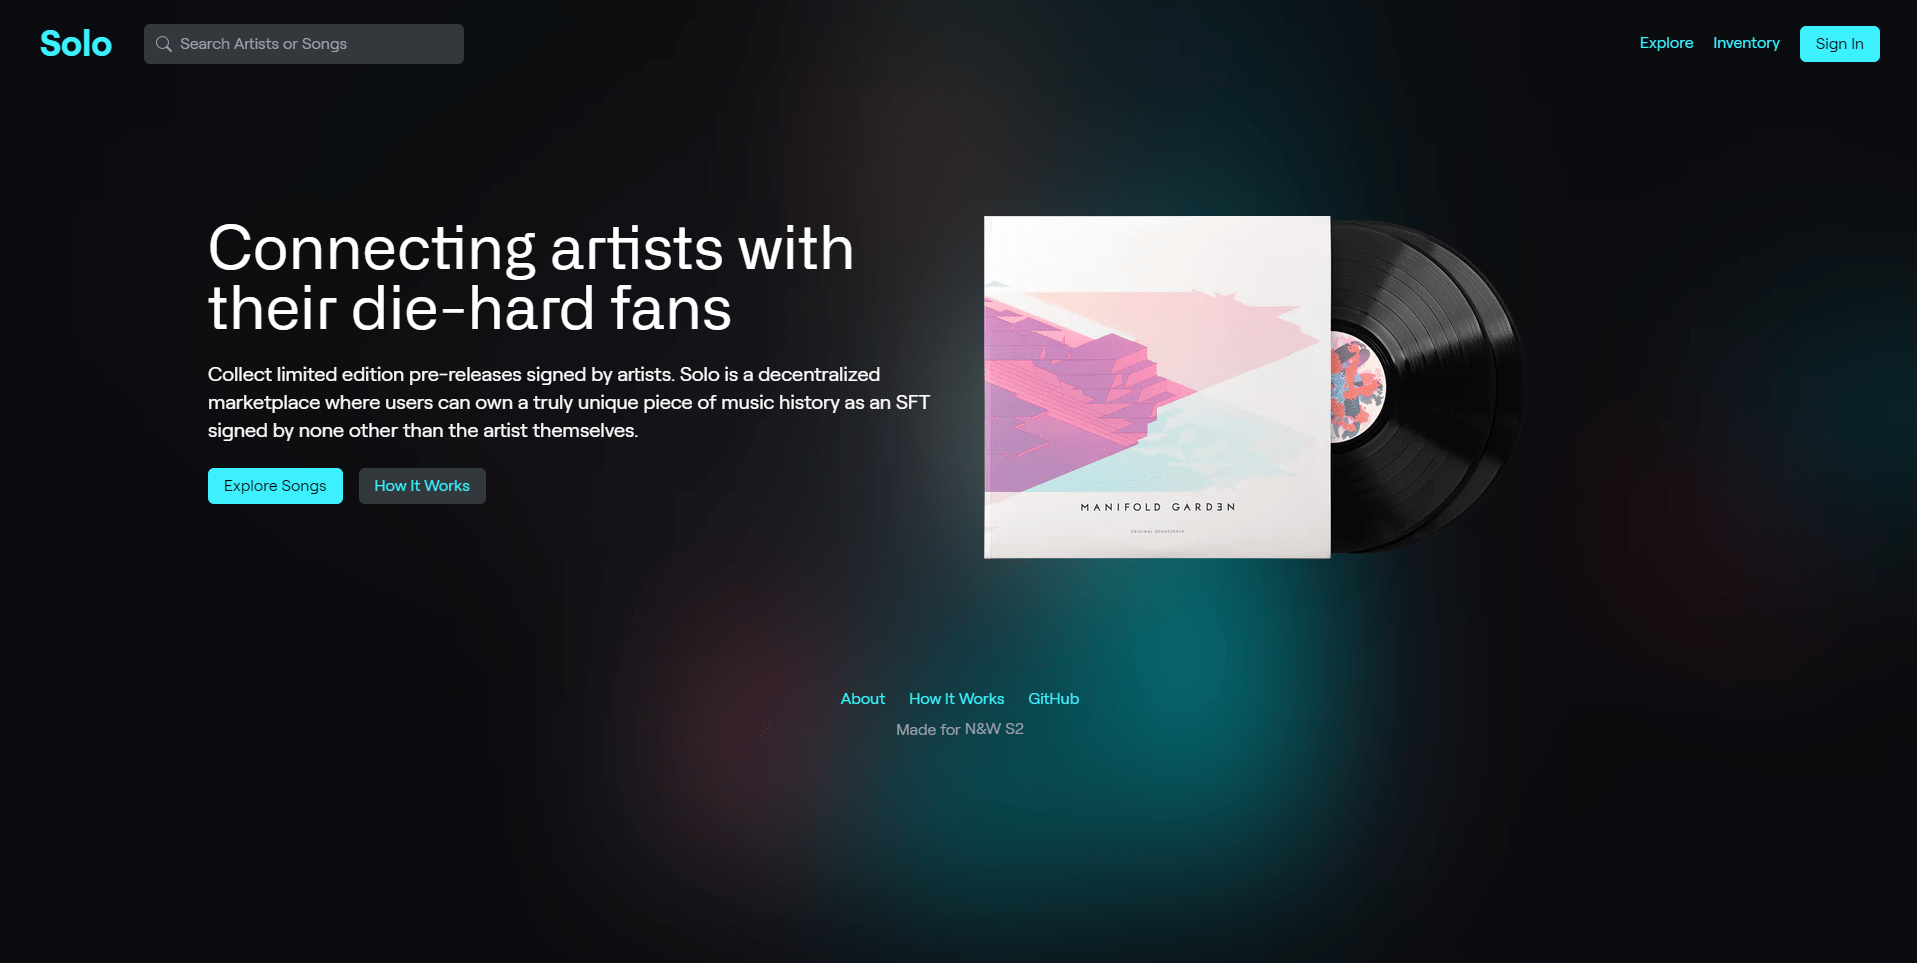 Solo
Search Artists or Songs
Explore
Inventory
Sign In
Connecting artists with
their die-hard fans
Collect limited edition pre-releases signed by artists. Solo is a decentralized
marketplace where users can own a truly unique piece of music history as an SFT
signed by none other than the artist themselves.
Explore Songs
How It Works
MANIFOLD GARDƎN
ORIGINAL SOUNDTRACK
About
How It Works
GitHub
Made for N&W S2